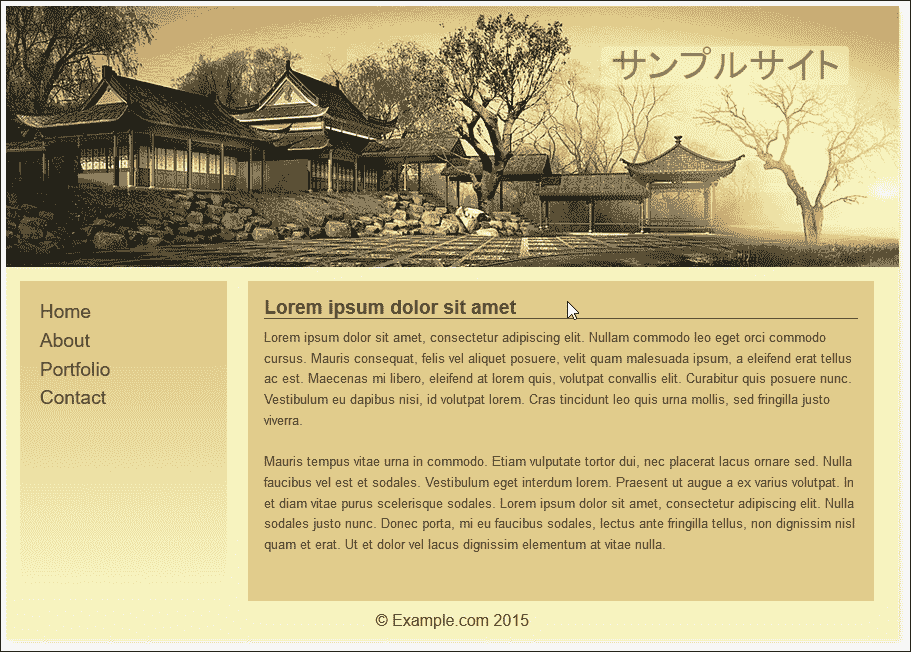 サンプルサイト
Home
About
Portfolio
Contact
Lorem ipsum dolor sit amet
Lorem ipsum dolor sit amet, consectetur adipiscing elit. Nullam commodo leo eget orci commodo
cursus. Mauris consequat, felis vel aliquet posuere, velit quam malesuada ipsum, a eleifend erat tellus
ac est. Maecenas mi libero, eleifend at lorem quis, volutpat convallis elit. Curabitur quis posuere nunc.
Vestibulum eu dapibus nisi, id volutpat lorem. Cras tincidunt leo quis urna mollis, sed fringilla justo
viverra.
Mauris tempus vitae urna in commodo. Etiam vulputate tortor dui, nec placerat lacus ornare sed. Nulla
faucibus vel est et sodales. Vestibulum eget interdum lorem. Praesent ut augue a ex varius volutpat. In
et diam vitae purus scelerisque sodales. Lorem ipsum dolor sit amet, consectetur adipiscing elit. Nulla
sodales justo nunc. Donec porta, mi eu faucibus sodales, lectus ante fringilla tellus, non dignissim nisl
quam et erat. Ut et dolor vel lacus dignissim elementum at vitae nulla.
© Example.com 2015